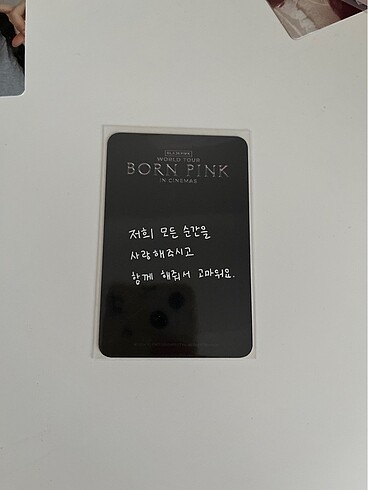 BLACKPINK
WORLD TOUR
BORN PINK
IN CINEMAS
저희 모든 순간을
사랑해주시고
함께 해줘서 고마워요.